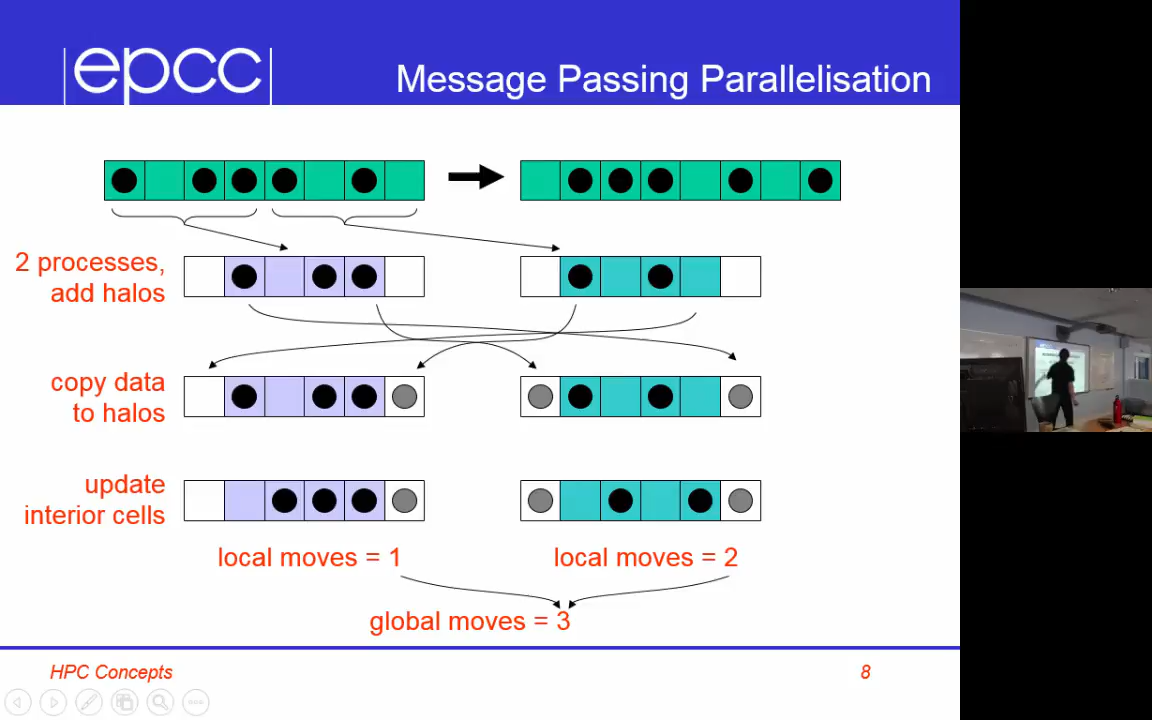 |epcc|
Message Passing Parallelisation
2 processes,
add halos
copy data
to halos
update
interior cells
local moves = 1
local moves = 2
global moves = 3
HPC Concepts
8